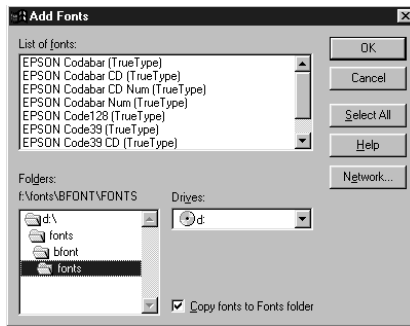 Add Fonts
List of fonts:
EPSON Codabar (TrueType)
EPSON Codabar CD (TrueType)
EPSON Codabar CD Num (TrueType)
EPSON Codabar Num (TrueType)
EPSON Code128 (TrueType)
EPSON Code39 (TrueType)
EPSON Code39 CD (TrueType)
OK
Cancel
Select All
Help
Network...
Folders:
f:\fonts\BFONT\FONTS
d:\
fonts
bfont
fonts
Drives:
d:
Copy fonts to Fonts folder